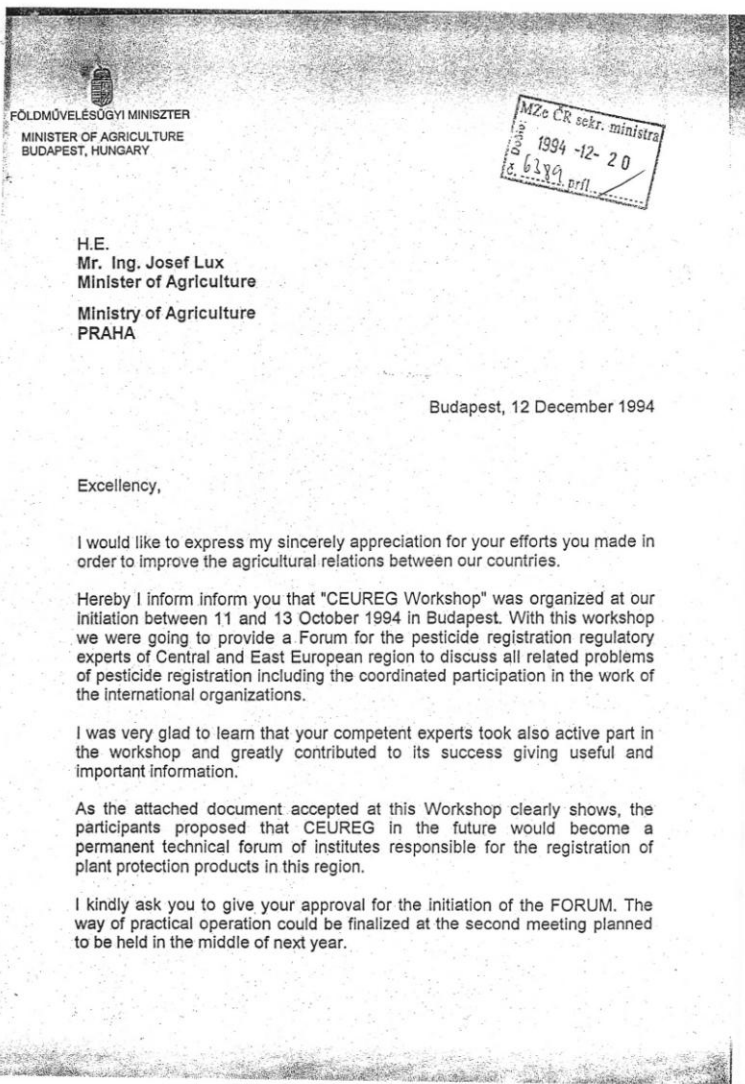 FÖLDMŰVELÉSÜGYI MINISZTER
MINISTER OF AGRICULTURE
BUDAPEST, HUNGARY
MZe ČR sekr. ministra
Došlo:
1994 -12- 20
č. 6389 příl.
H.E.
Mr. Ing. Josef Lux
Minister of Agriculture
Ministry of Agriculture
PRAHA
Budapest, 12 December 1994
Excellency,
I would like to express my sincerely appreciation for your efforts you made in
order to improve the agricultural relations between our countries.
Hereby I inform inform you that "CEUREG Workshop" was organized at our
initiation between 11 and 13 October 1994 in Budapest. With this workshop
we were going to provide a Forum for the pesticide registration regulatory
experts of Central and East European region to discuss all related problems
of pesticide registration including the coordinated participation in the work of
the international organizations.
I was very glad to learn that your competent experts took also active part in
the workshop and greatly contributed to its success giving useful and
important information.
As the attached document accepted at this Workshop clearly shows, the
participants proposed that CEUREG in the future would become a
permanent technical forum of institutes responsible for the registration of
plant protection products in this region.
I kindly ask you to give your approval for the initiation of the FORUM. The
way of practical operation could be finalized at the second meeting planned
to be held in the middle of next year.